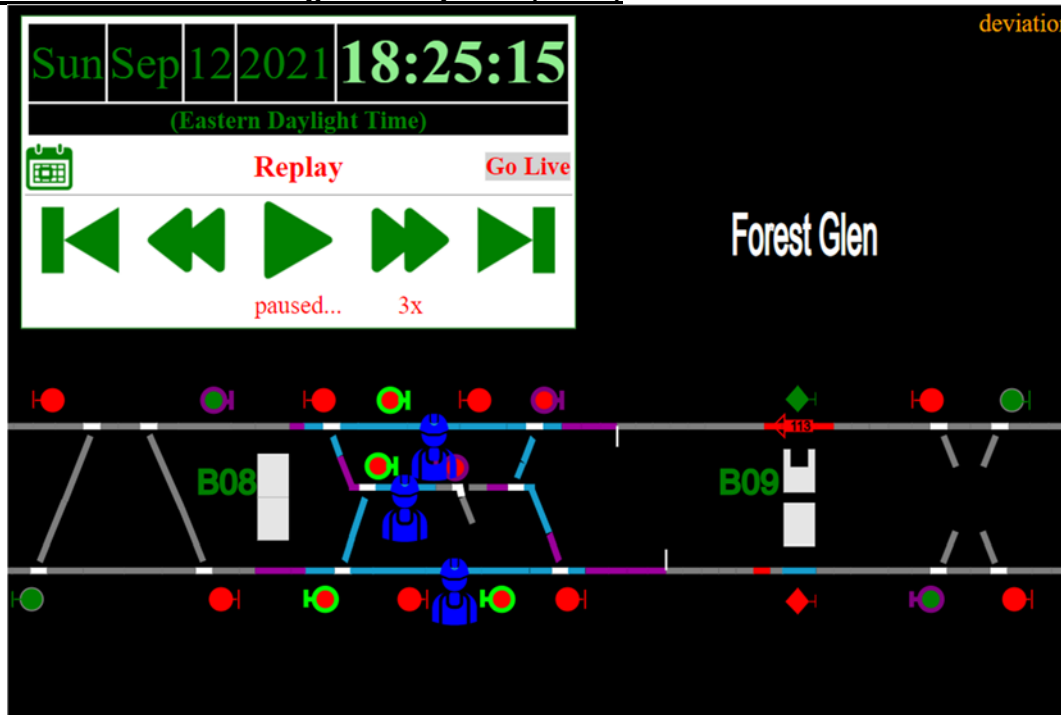 deviation
Sun Sep 12 2021 18:25:15
(Eastern Daylight Time)
Replay Go Live
paused... 3x
Forest Glen
113
B08 B09